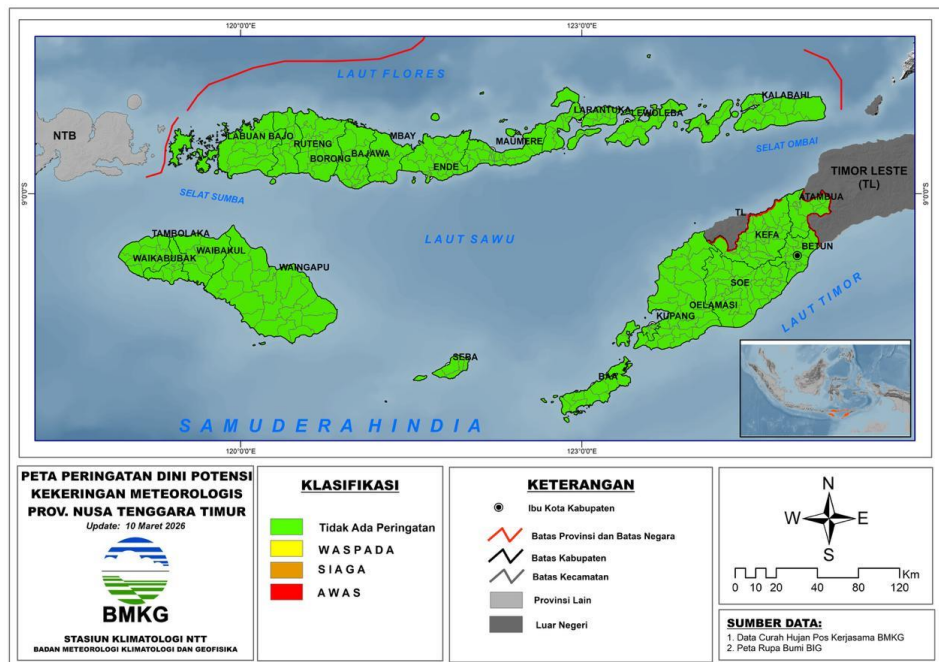 120°0'0"E
123°0'0"E
LAUT FLORES
KALABAHI
LARANTUKA
LEWOLEBA
NTB
LABUAN BAJO
MBAY
RUTENG
MAUMERE
BAJAWA
BORONG
ENDE
SELAT OMBAI
TIMOR LESTE
(TL)
9°0'0"S
9°0'0"S
SELAT SUMBA
ATAMBUA
TL
TAMBOLAKA
LAUT SAWU
KEFA
WAIBAKUL
BETUN
WAIKABUBAK
WAINGAPU
SOE
OELAMASI
LAUT TIMOR
KUPANG
SEBA
BAA
SAMUDERA HINDIA
120°0'0"E
123°0'0"E
PETA PERINGATAN DINI POTENSI
KEKERINGAN METEOROLOGIS
PROV. NUSA TENGGARA TIMUR
Update: 10 Maret 2026
BMKG
STASIUN KLIMATOLOGI NTT
BADAN METEOROLOGI KLIMATOLOGI DAN GEOFISIKA
KLASIFIKASI
Tidak Ada Peringatan
WASPADA
SIAGA
AWAS
KETERANGAN
Ibu Kota Kabupaten
Batas Provinsi dan Batas Negara
Batas Kabupaten
Batas Kecamatan
Provinsi Lain
Luar Negeri
N
W E
S
0 10 20 40 80 120 Km
SUMBER DATA:
1. Data Curah Hujan Pos Kerjasama BMKG
2. Peta Rupa Bumi BIG